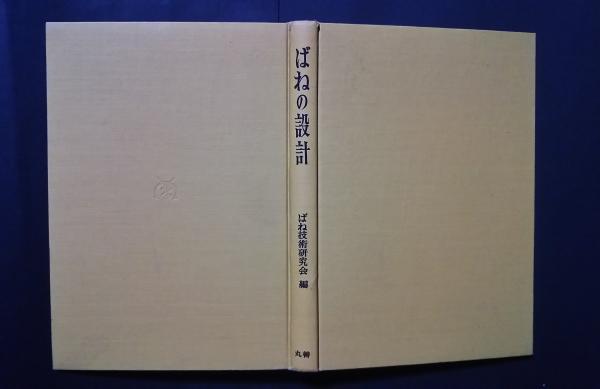 ばねの設計
ばね技術研究会 編
丸善